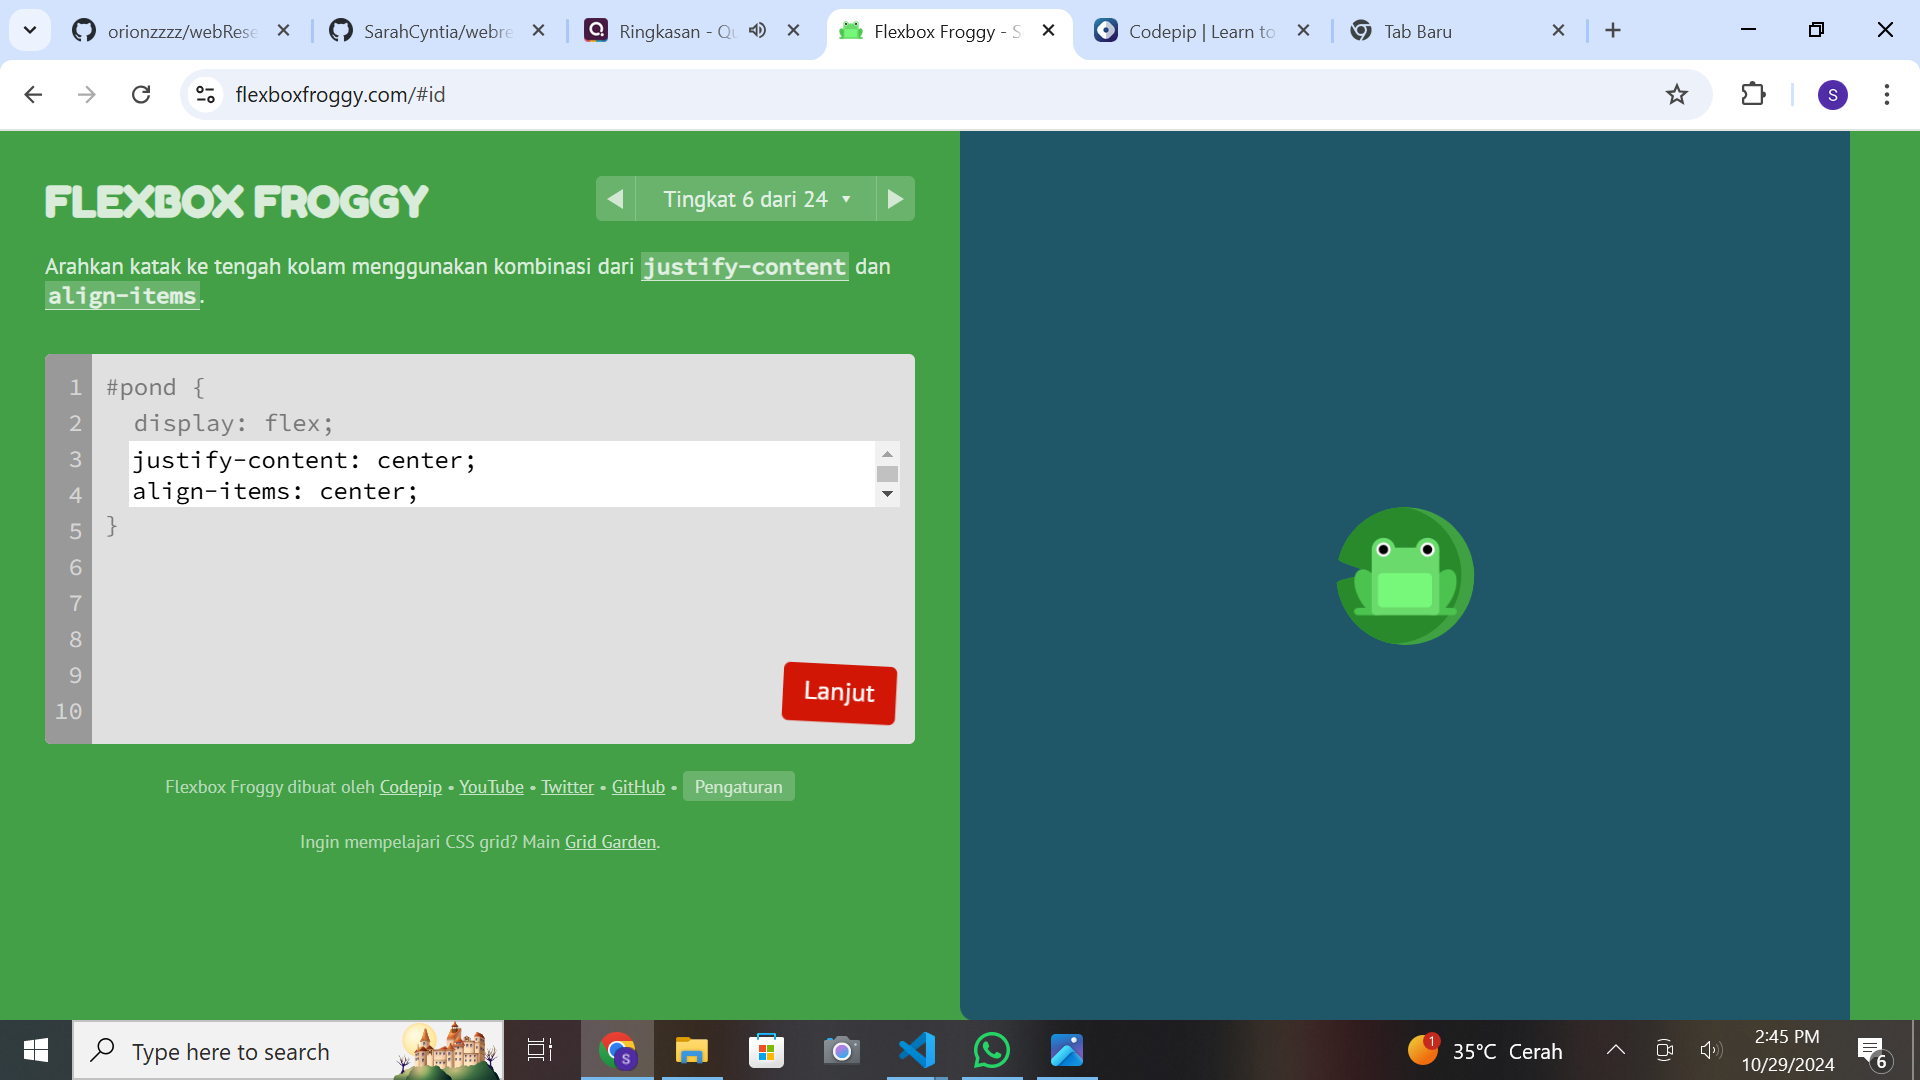 orionzzzz/webRese
SarahCyntia/webre
Ringkasan - Qu
Flexbox Froggy - S
Codepip | Learn to
Tab Baru
flexboxfroggy.com/#id
S
FLEXBOX FROGGY
Tingkat 6 dari 24
Arahkan katak ke tengah kolam menggunakan kombinasi dari justify-content dan
align-items.
1 #pond {
2 display: flex;
3 justify-content: center;
4 align-items: center;
5 }
6
7
8
9
10
Lanjut
Flexbox Froggy dibuat oleh Codepip • YouTube • Twitter • GitHub • Pengaturan
Ingin mempelajari CSS grid? Main Grid Garden.
Type here to search
S
1
35°C Cerah
2:45 PM
10/29/2024
6